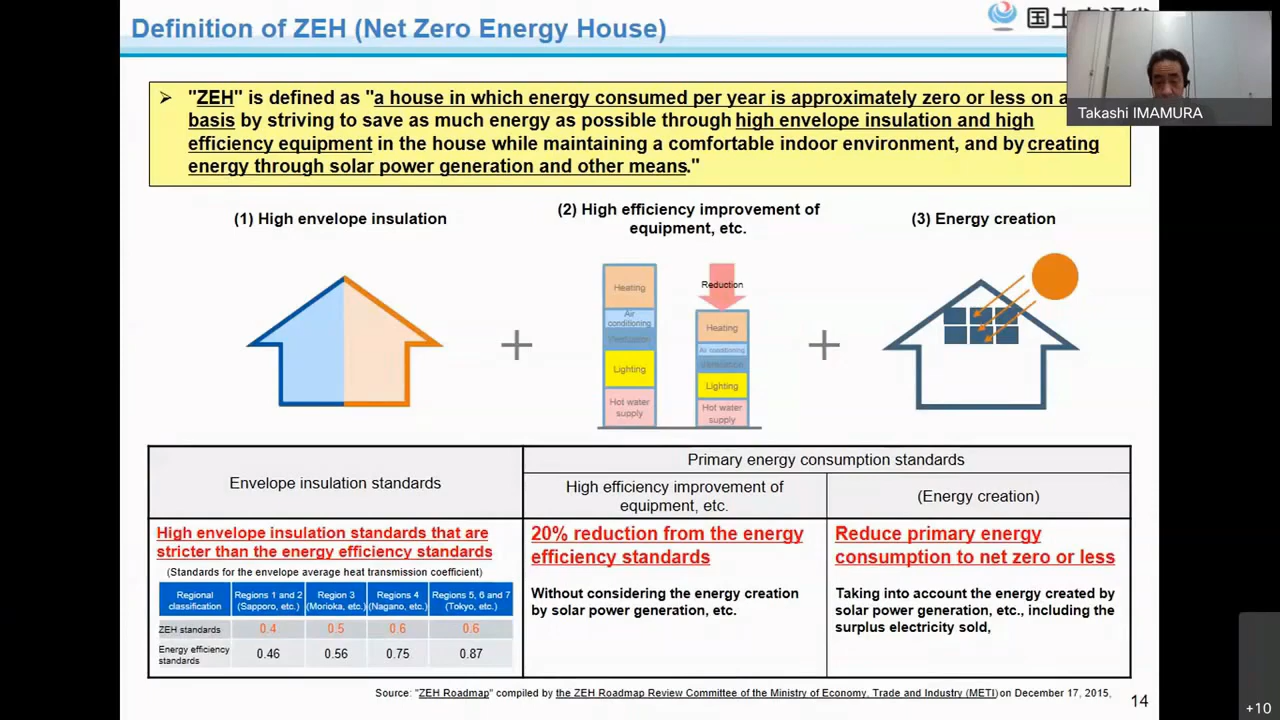 Definition of ZEH (Net Zero Energy House)
国土
Takashi IMAMURA
➢ "ZEH" is defined as "a house in which energy consumed per year is approximately zero or less on a
basis by striving to save as much energy as possible through high envelope insulation and high
efficiency equipment in the house while maintaining a comfortable indoor environment, and by creating
energy through solar power generation and other means."
(1) High envelope insulation
(2) High efficiency improvement of
equipment, etc.
(3) Energy creation
Heating
Air
conditioning
Ventilation
Lighting
Hot water
supply
Reduction
Heating
Air conditioning
Ventilation
Lighting
Hot water
supply
+
+
Envelope insulation standards
Primary energy consumption standards
High efficiency improvement of
equipment, etc.
(Energy creation)
High envelope insulation standards that are
stricter than the energy efficiency standards
(Standards for the envelope average heat transmission coefficient)
Regional
classification
Regions 1 and 2
(Sapporo, etc.)
Region 3
(Morioka, etc.)
Regions 4
(Nagano, etc.)
Regions 5, 6 and 7
(Tokyo, etc.)
ZEH standards 0.4 0.5 0.6 0.6
Energy efficiency
standards 0.46 0.56 0.75 0.87
20% reduction from the energy
efficiency standards
Without considering the energy creation
by solar power generation, etc.
Reduce primary energy
consumption to net zero or less
Taking into account the energy created by
solar power generation, etc., including the
surplus electricity sold,
Source: "ZEH Roadmap" compiled by the ZEH Roadmap Review Committee of the Ministry of Economy, Trade and Industry (METI) on December 17, 2015,
14
+10